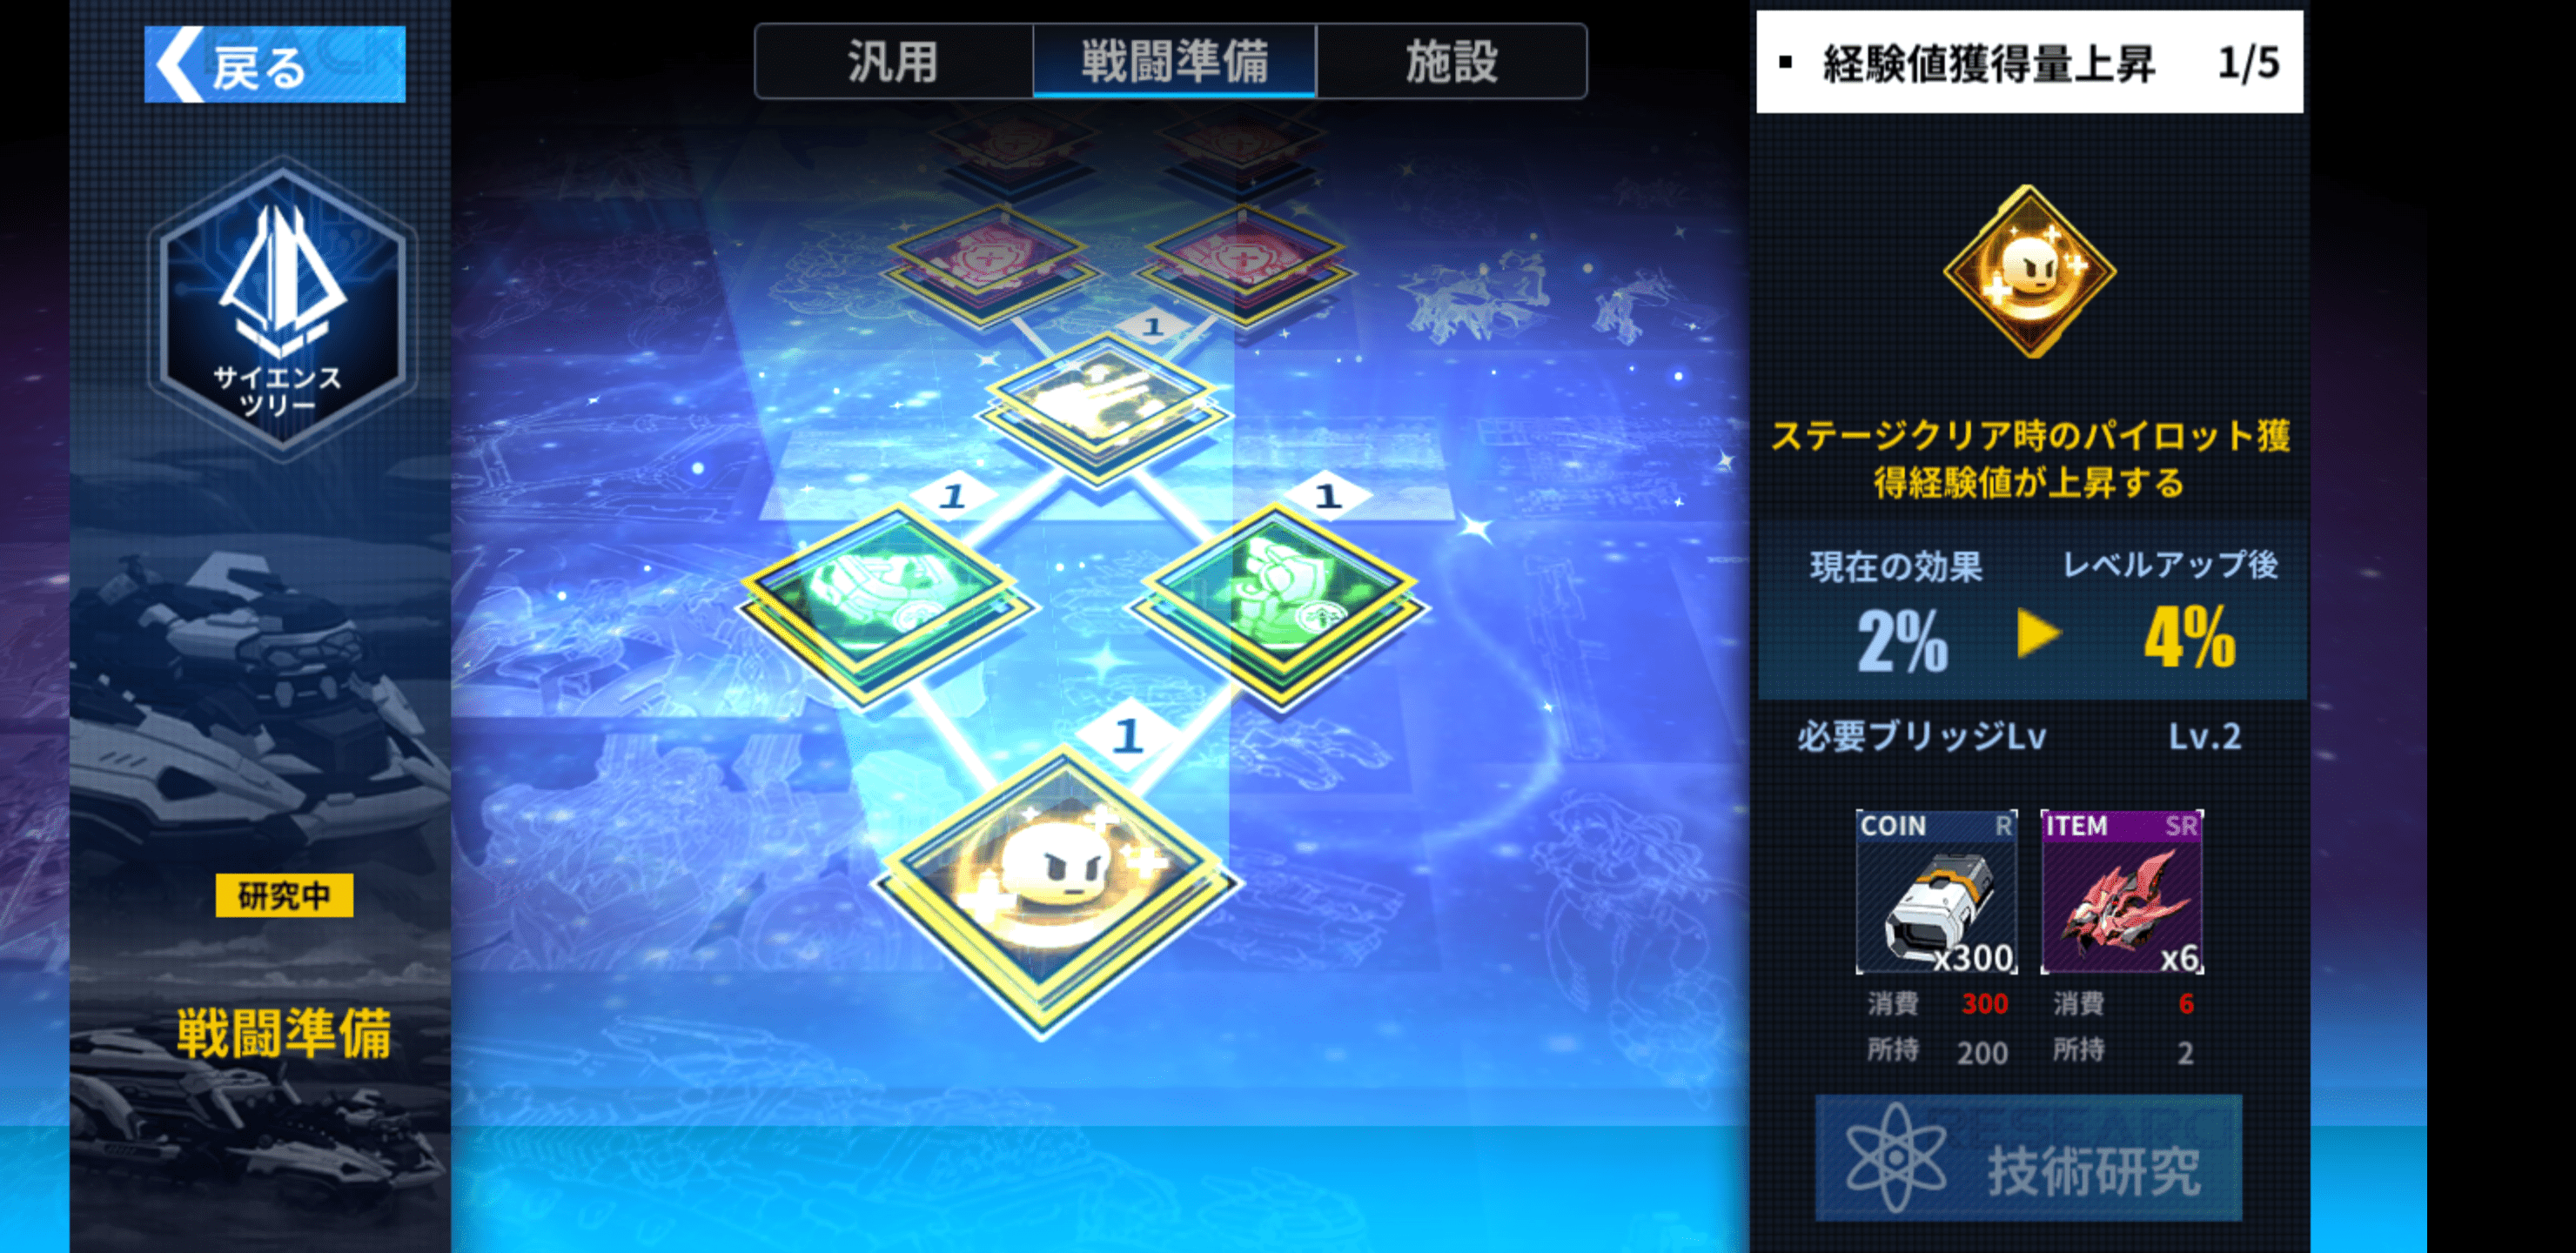 戻る
汎用
戦闘準備
施設
経験値獲得量上昇 1/5
サイエンス
ツリー
ステージクリア時のパイロット獲
得経験値が上昇する
現在の効果 レベルアップ後
2% 4%
必要ブリッジLv Lv.2
1
1
1
1
COIN R
x300
ITEM SR
x6
消費 300 消費 6
所持 200 所持 2
研究中
戦闘準備
RESEARC
技術研究
BACK